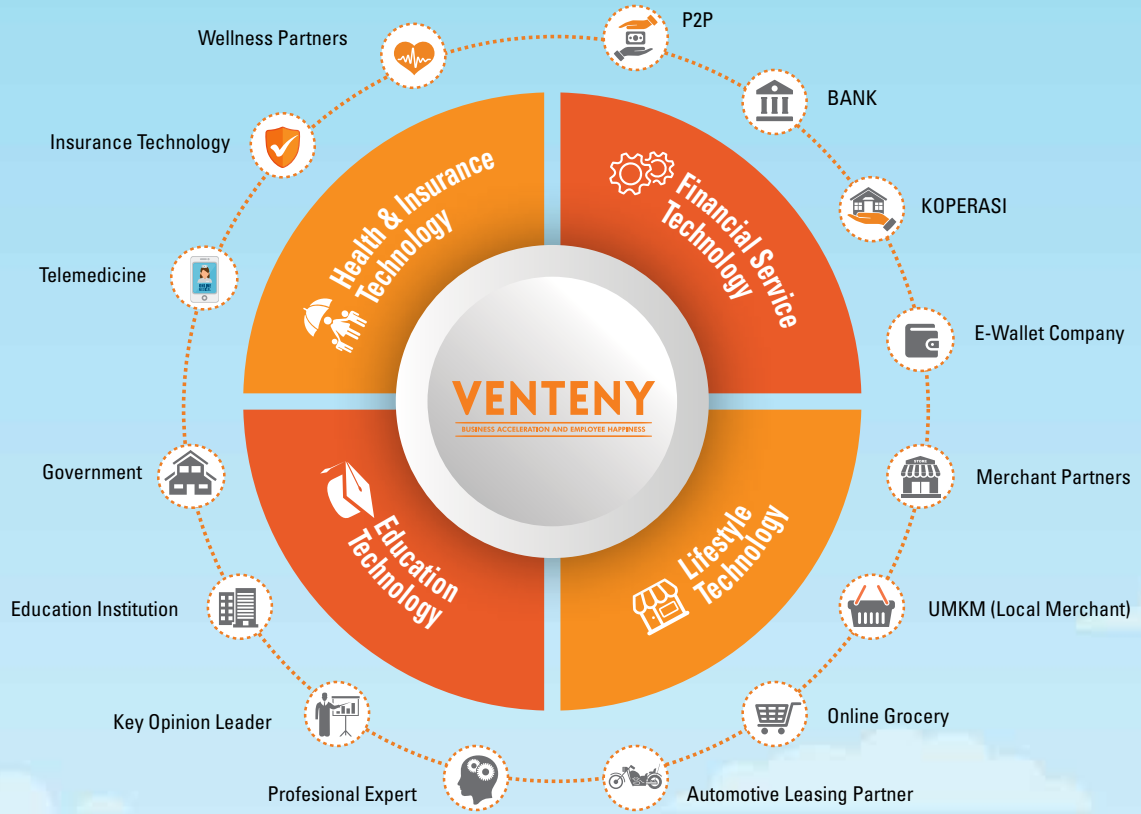 P2P
Wellness Partners
BANK
Insurance Technology
KOPERASI
Health & Insurance
Technology
Financial Service
Technology
Telemedicine
E-Wallet Company
VENTENY
BUSINESS ACCELERATION AND EMPLOYEE HAPPINESS
Government
Merchant Partners
STORE
Education
Technology
Lifestyle
Technology
Education Institution
UMKM (Local Merchant)
Key Opinion Leader
Online Grocery
Profesional Expert
Automotive Leasing Partner